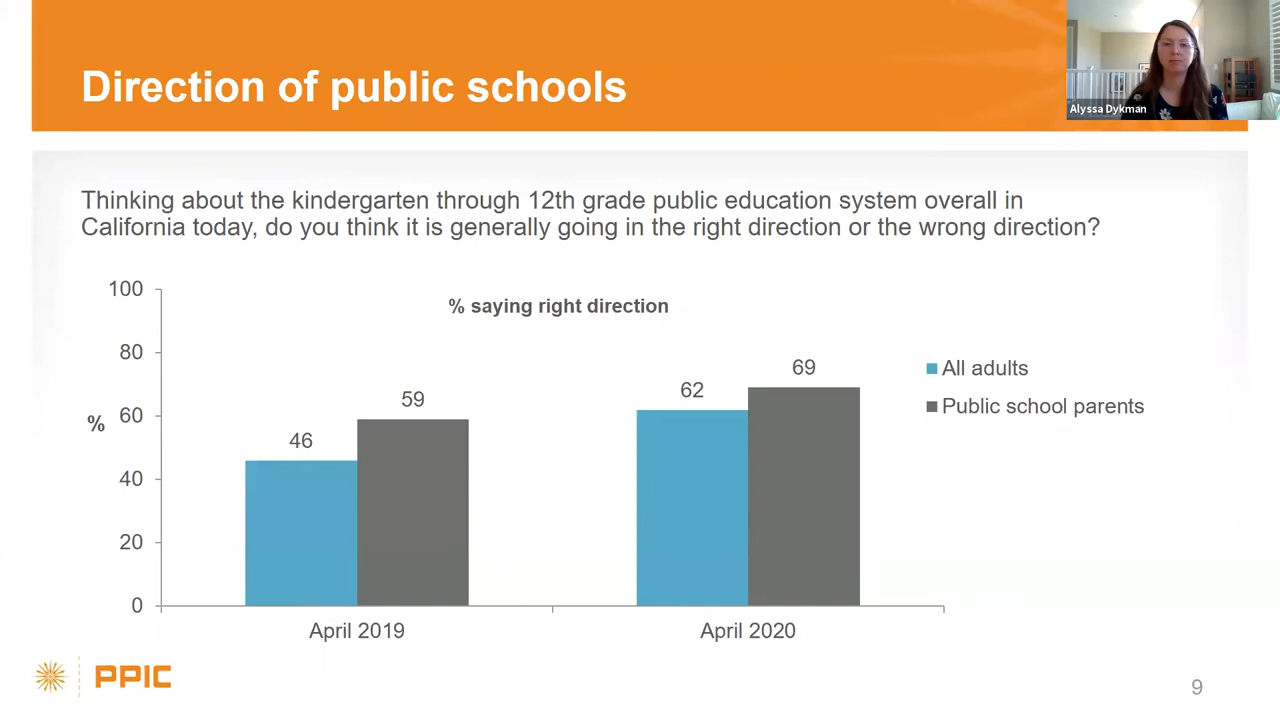 Direction of public schools
Alyssa Dykman
Thinking about the kindergarten through 12th grade public education system overall in
California today, do you think it is generally going in the right direction or the wrong direction?
% saying right direction
100
80
60
40
20
0
%
46
59
62
69
April 2019
April 2020
All adults
Public school parents
PPIC
9